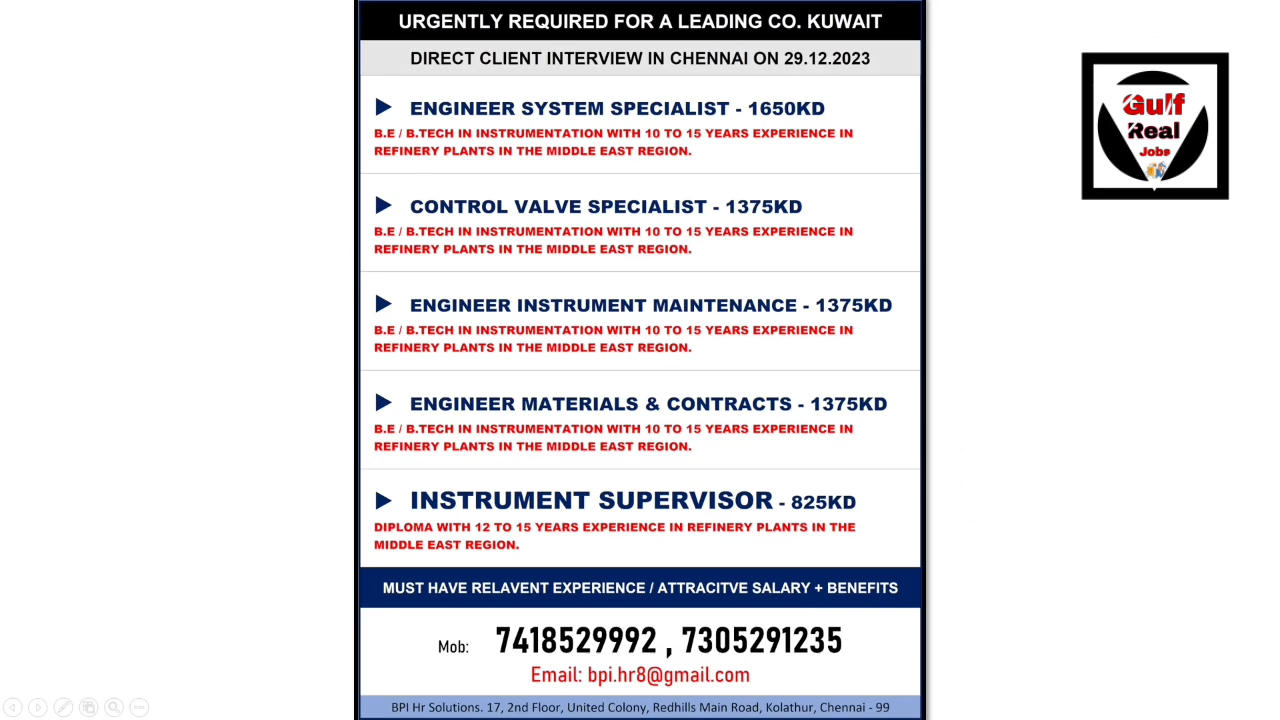 URGENTLY REQUIRED FOR A LEADING CO. KUWAIT
DIRECT CLIENT INTERVIEW IN CHENNAI ON 29.12.2023
ENGINEER SYSTEM SPECIALIST - 1650KD
B.E / B.TECH IN INSTRUMENTATION WITH 10 TO 15 YEARS EXPERIENCE IN
REFINERY PLANTS IN THE MIDDLE EAST REGION.
CONTROL VALVE SPECIALIST - 1375KD
B.E / B.TECH IN INSTRUMENTATION WITH 10 TO 15 YEARS EXPERIENCE IN
REFINERY PLANTS IN THE MIDDLE EAST REGION.
ENGINEER INSTRUMENT MAINTENANCE - 1375KD
B.E / B.TECH IN INSTRUMENTATION WITH 10 TO 15 YEARS EXPERIENCE IN
REFINERY PLANTS IN THE MIDDLE EAST REGION.
ENGINEER MATERIALS & CONTRACTS - 1375KD
B.E / B.TECH IN INSTRUMENTATION WITH 10 TO 15 YEARS EXPERIENCE IN
REFINERY PLANTS IN THE MIDDLE EAST REGION.
INSTRUMENT SUPERVISOR - 825KD
DIPLOMA WITH 12 TO 15 YEARS EXPERIENCE IN REFINERY PLANTS IN THE
MIDDLE EAST REGION.
MUST HAVE RELAVENT EXPERIENCE / ATTRACITVE SALARY + BENEFITS
Mob: 7418529992 , 7305291235
Email: bpi.hr8@gmail.com
BPI Hr Solutions. 17, 2nd Floor, United Colony, Redhills Main Road, Kolathur, Chennai - 99
Gulf
Real
Jobs